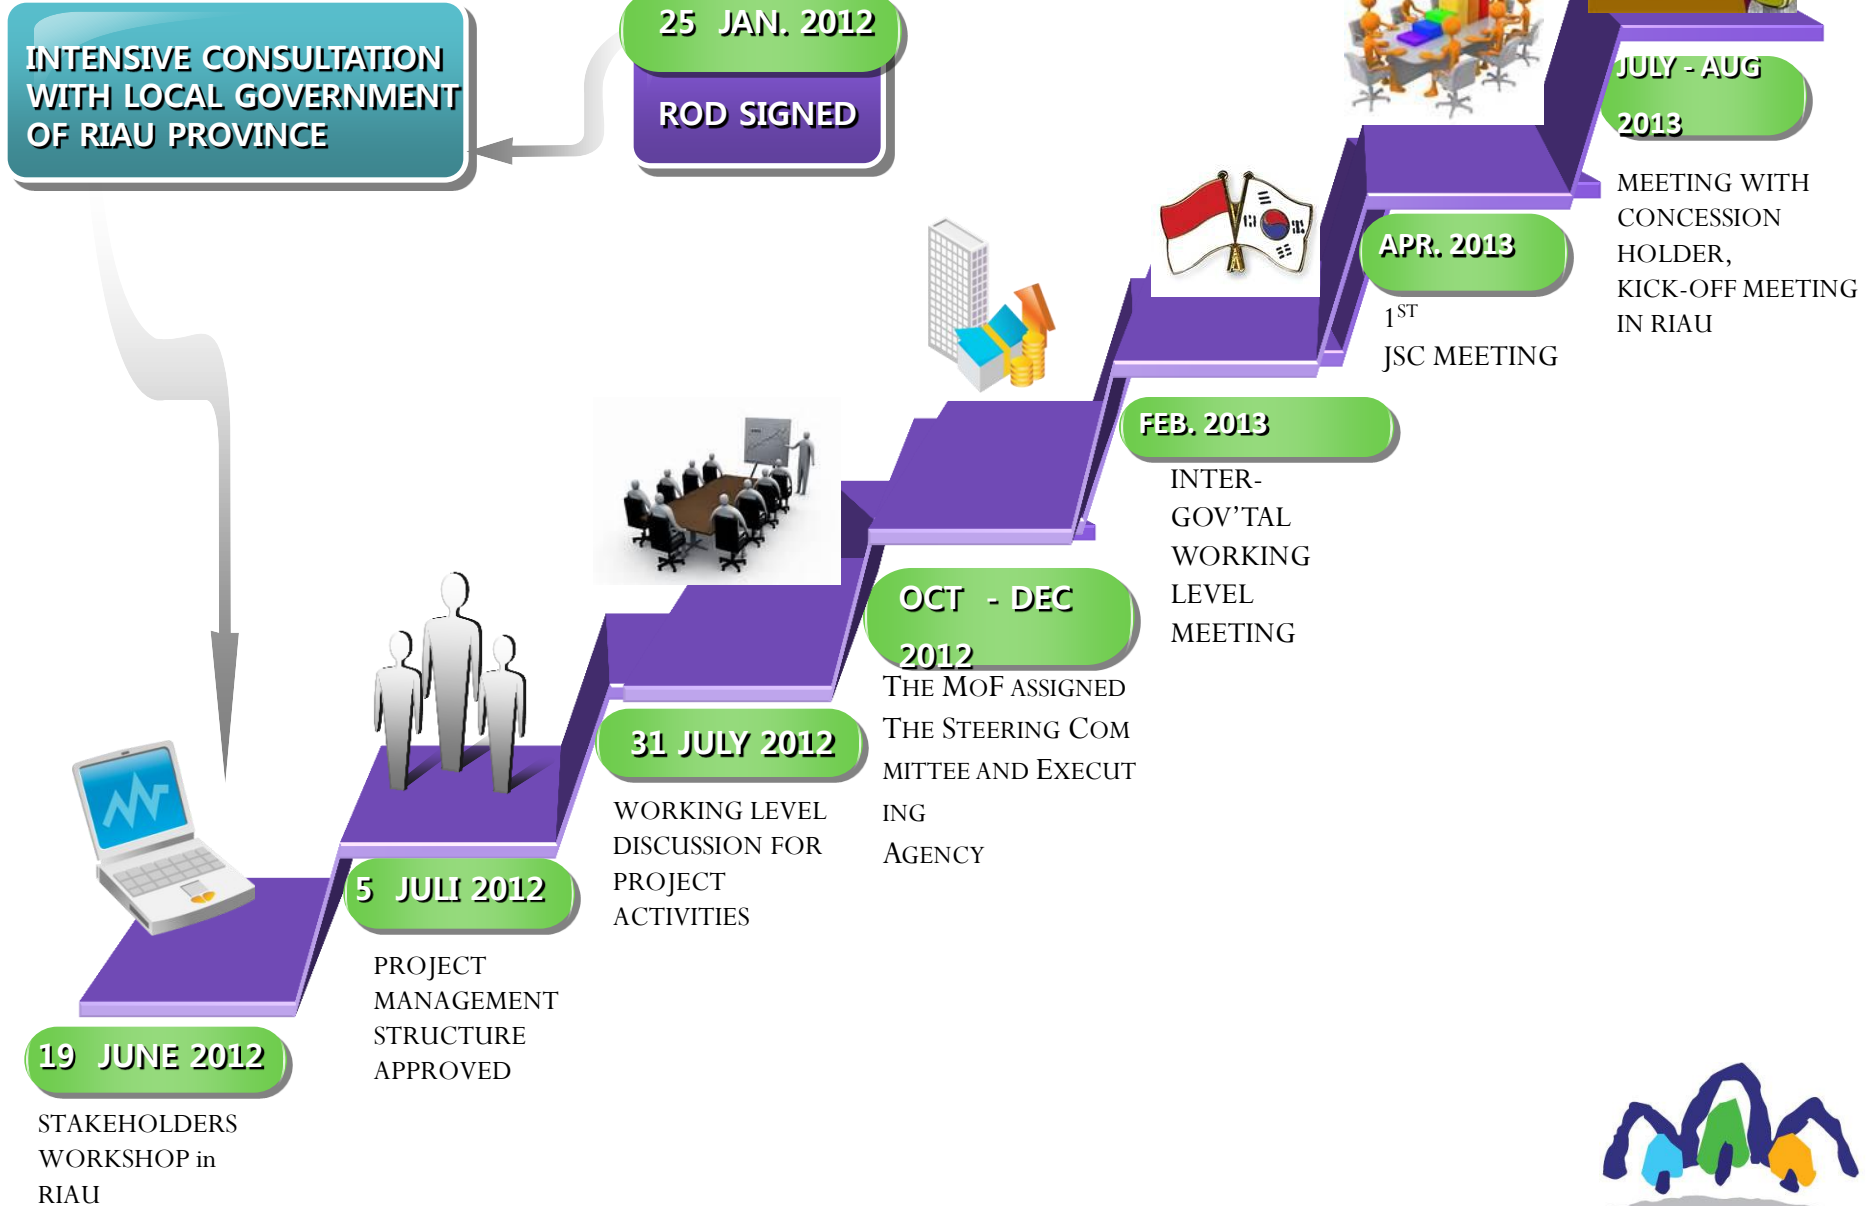 INTENSIVE CONSULTATION
WITH LOCAL GOVERNMENT
OF RIAU PROVINCE
25 JAN. 2012
ROD SIGNED
19 JUNE 2012
STAKEHOLDERS
WORKSHOP in
RIAU
5 JULI 2012
PROJECT
MANAGEMENT
STRUCTURE
APPROVED
31 JULY 2012
WORKING LEVEL
DISCUSSION FOR
PROJECT
ACTIVITIES
OCT - DEC
2012
THE MOF ASSIGNED
THE STEERING COM
MITTEE AND EXECUT
ING
AGENCY
FEB. 2013
INTER-
GOV’TAL
WORKING
LEVEL
MEETING
APR. 2013
1ST
JSC MEETING
JULY - AUG
2013
MEETING WITH
CONCESSION
HOLDER,
KICK-OFF MEETING
IN RIAU